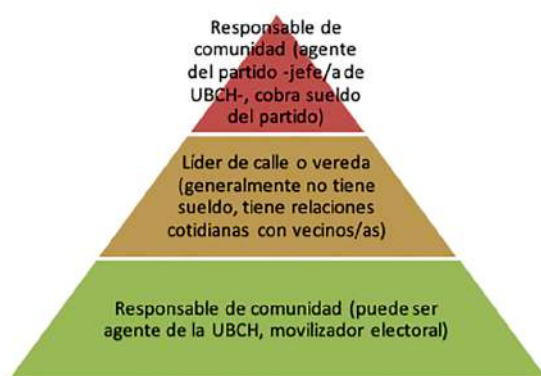 Responsable de
comunidad (agente
del partido -jefe/a de
UBCH-, cobra sueldo
del partido)
Líder de calle o vereda
(generalmente no tiene
sueldo, tiene relaciones
cotidianas con vecinos/as)
Responsable de comunidad (puede ser
agente de la UBCH, movilizador electoral)